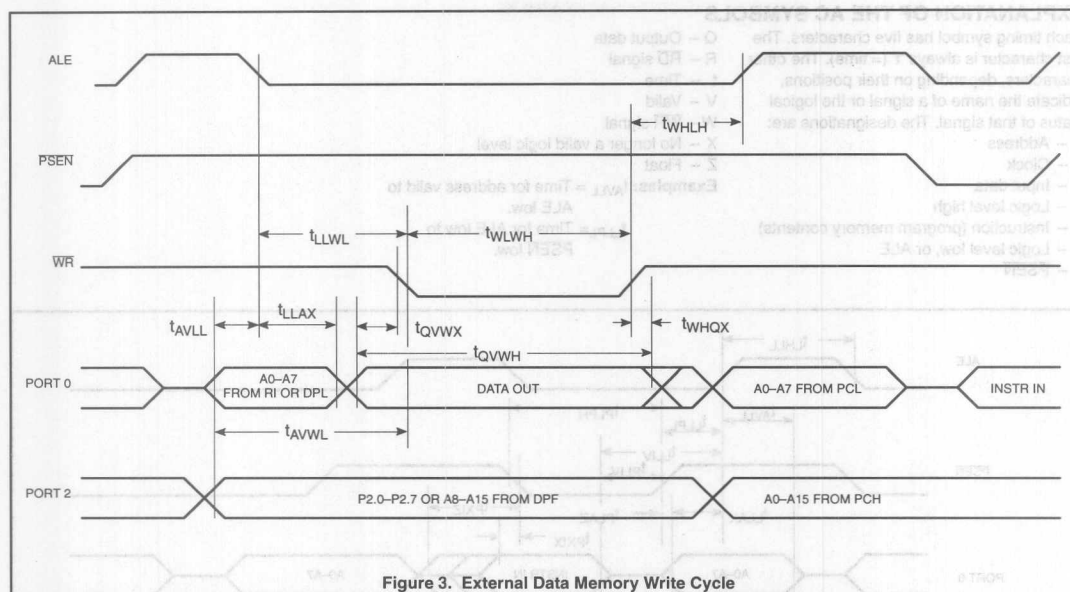 ALE
tWHLH
PSEN
tLLWL
tWLWH
WR
tAVLL
tLLAX
tQVWX
tWHQX
tQVWH
PORT 0
A0–A7
FROM RI OR DPL
DATA OUT
A0–A7 FROM PCL
INSTR IN
tAVWL
PORT 2
P2.0–P2.7 OR A8–A15 FROM DPF
A0–A15 FROM PCH
Figure 3. External Data Memory Write Cycle